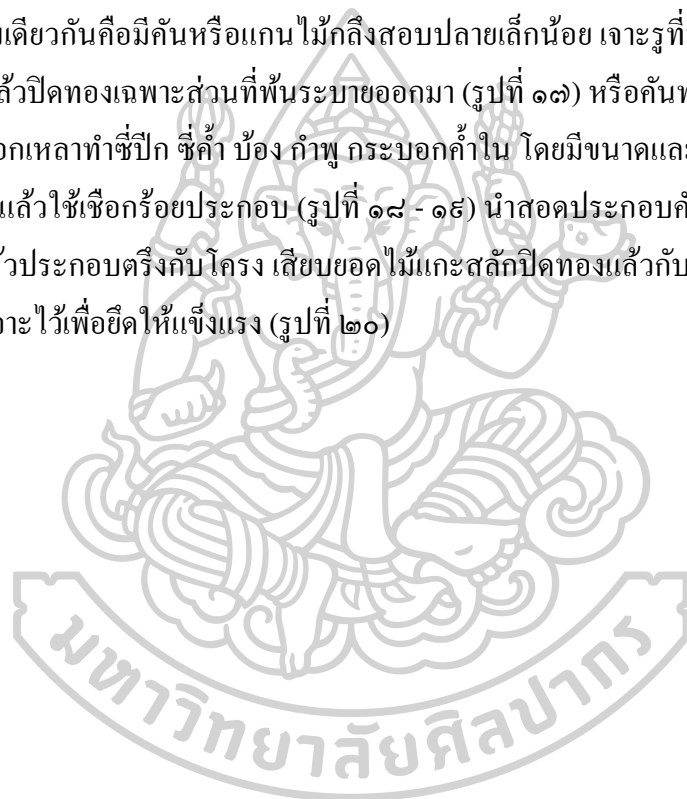 เดียวกันคือมีคันหรือแกนไม้กลึงสอบปลายเล็กน้อย เจาะรูที่
แล้วปิดทองเฉพาะส่วนที่พ้นระบายออกมา (รูปที่ ๑๗) หรือคัน
อกเหลาทำซี่ปีก ซี่ค้ำ บ้อง กำพู กระบอกค้ำใน โดยมีขนาดและ
แล้วใช้เชือกร้อยประกอบ (รูปที่ ๑๘ - ๑๙) นำสอดประกอบ
ประกอบตรึงกับโครง เสียบยอดไม้แกะสลักปิดทองแล้วกับ
จาะไว้เพื่อยึดให้แข็งแรง (รูปที่ ๒๐)
มหาวิทยาลัยศิลปากร